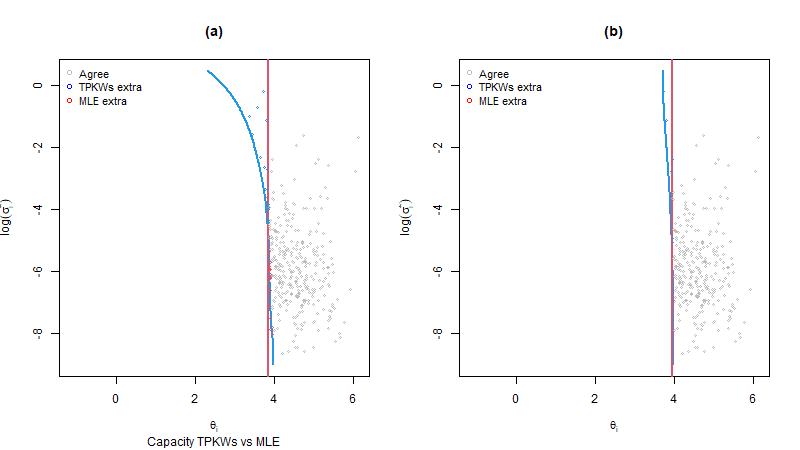 (a)
Agree
TPKWs extra
MLE extra
0
-2
-4
-6
-8
log(σ̂ᵢ)
0 2 4 6
θᵢ
Capacity TPKWs vs MLE
(b)
Agree
TPKWs extra
MLE extra
0
-2
-4
-6
-8
log(σ̂ᵢ)
0 2 4 6
θᵢ